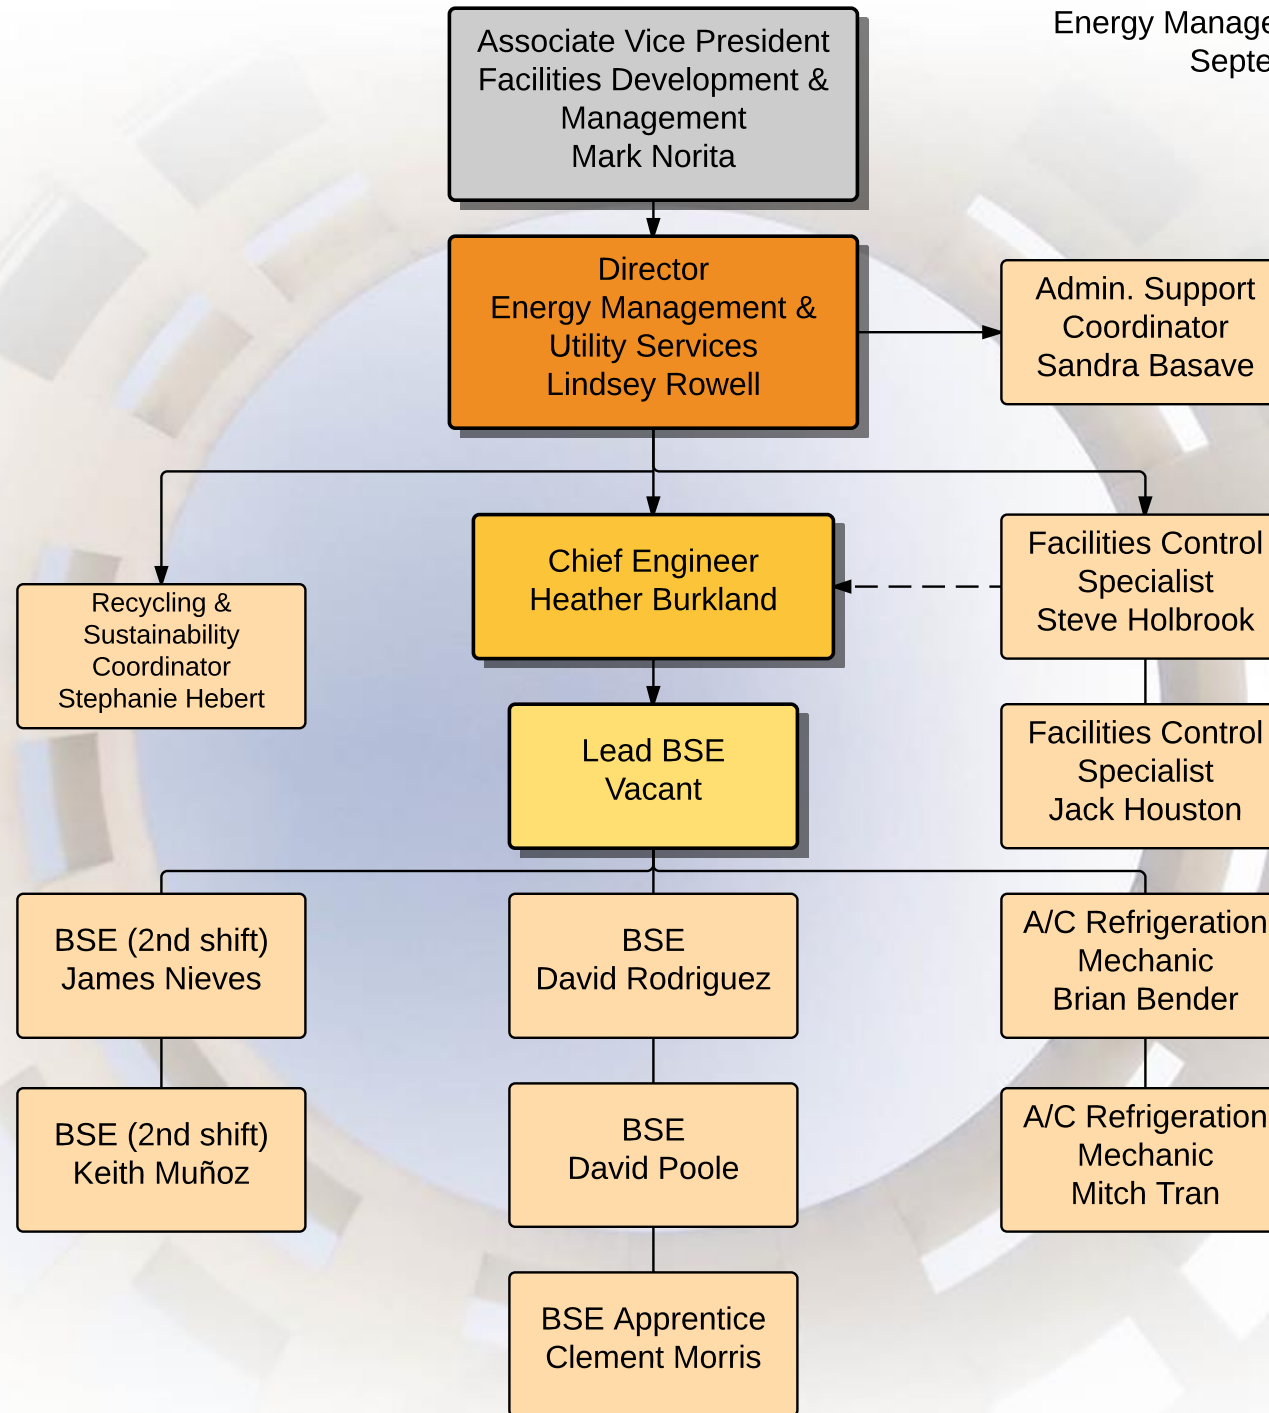 Associate Vice President
Facilities Development &
Management
Mark Norita
Energy Manage
Septe
Director
Energy Management &
Utility Services
Lindsey Rowell
Admin. Support
Coordinator
Sandra Basave
Chief Engineer
Heather Burkland
Facilities Control
Specialist
Steve Holbrook
Recycling &
Sustainability
Coordinator
Stephanie Hebert
Lead BSE
Vacant
Facilities Control
Specialist
Jack Houston
BSE (2nd shift)
James Nieves
BSE
David Rodriguez
A/C Refrigeration
Mechanic
Brian Bender
BSE (2nd shift)
Keith Muñoz
BSE
David Poole
A/C Refrigeration
Mechanic
Mitch Tran
BSE Apprentice
Clement Morris